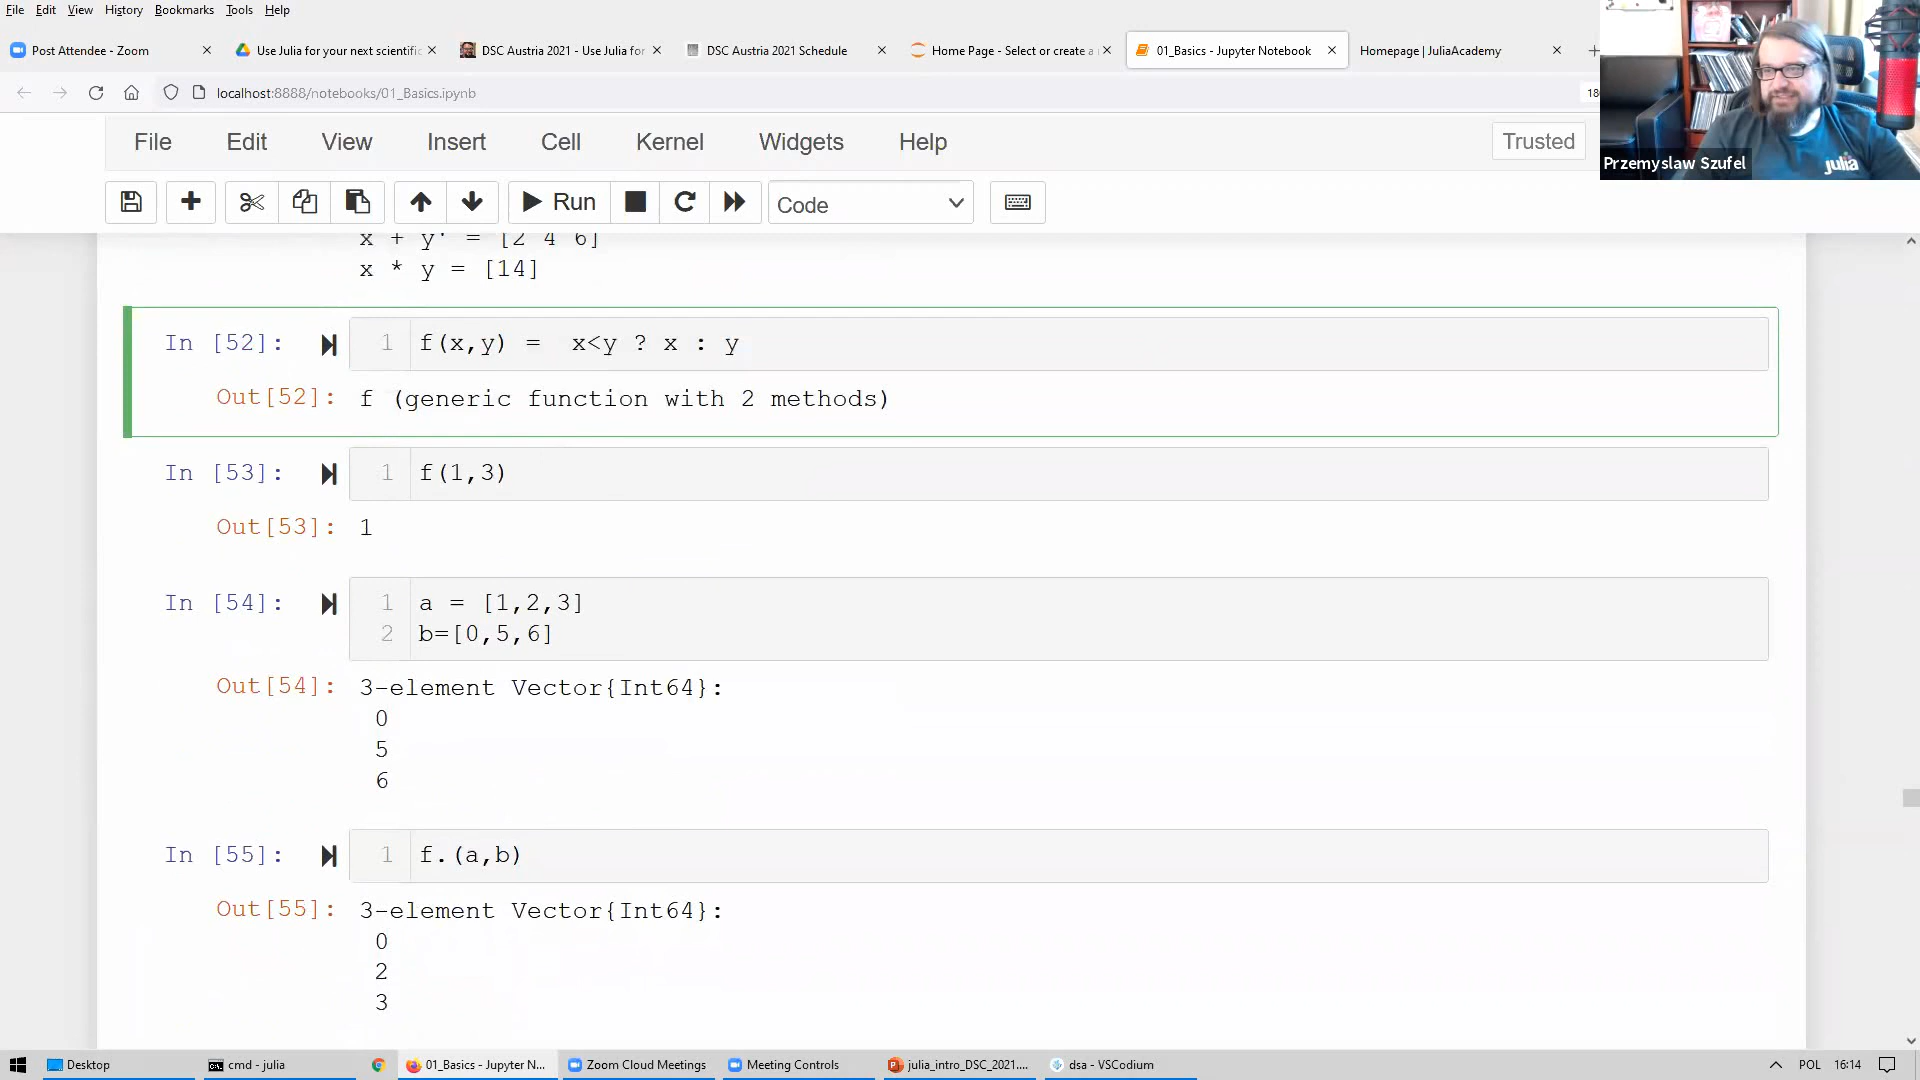 File Edit View History Bookmarks Tools Help
Post Attendee - Zoom
Use Julia for your next scientific
DSC Austria 2021 - Use Julia for
DSC Austria 2021 Schedule
Home Page - Select or create a
01_Basics - Jupyter Notebook
Homepage | JuliaAcademy
localhost:8888/notebooks/01_Basics.ipynb
File Edit View Insert Cell Kernel Widgets Help
Trusted
Przemyslaw Szufel
julia
Run
Code
x + y' = [2 4 6]
x * y = [14]
In [52]:
1 f(x,y) = x<y ? x : y
Out[52]: f (generic function with 2 methods)
In [53]:
1 f(1,3)
Out[53]: 1
In [54]:
1 a = [1,2,3]
2 b=[0,5,6]
Out[54]: 3-element Vector{Int64}:
0
5
6
In [55]:
1 f.(a,b)
Out[55]: 3-element Vector{Int64}:
0
2
3
Desktop
cmd - julia
01_Basics - Jupyter N...
Zoom Cloud Meetings
Meeting Controls
julia_intro_DSC_2021....
dsa - VSCodium
POL
16:14